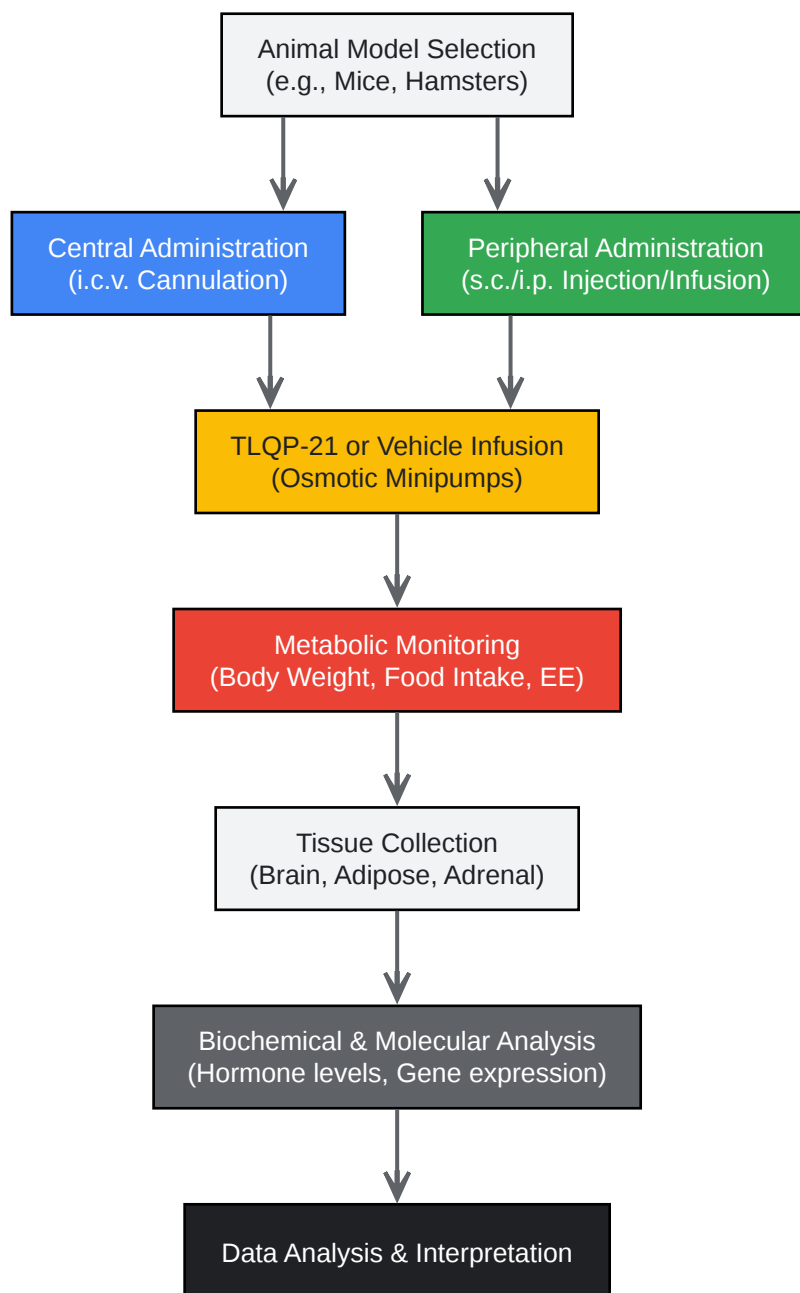 Animal Model Selection
(e.g., Mice, Hamsters)
Central Administration
(i.c.v. Cannulation)
Peripheral Administration
(s.c./i.p. Injection/Infusion)
TLQP-21 or Vehicle Infusion
(Osmotic Minipumps)
Metabolic Monitoring
(Body Weight, Food Intake, EE)
Tissue Collection
(Brain, Adipose, Adrenal)
Biochemical & Molecular Analysis
(Hormone levels, Gene expression)
Data Analysis & Interpretation